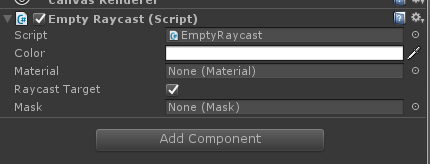 Canvas Renderer
Empty Raycast (Script)
Script EmptyRaycast
Color
Material None (Material)
Raycast Target
Mask None (Mask)
Add Component